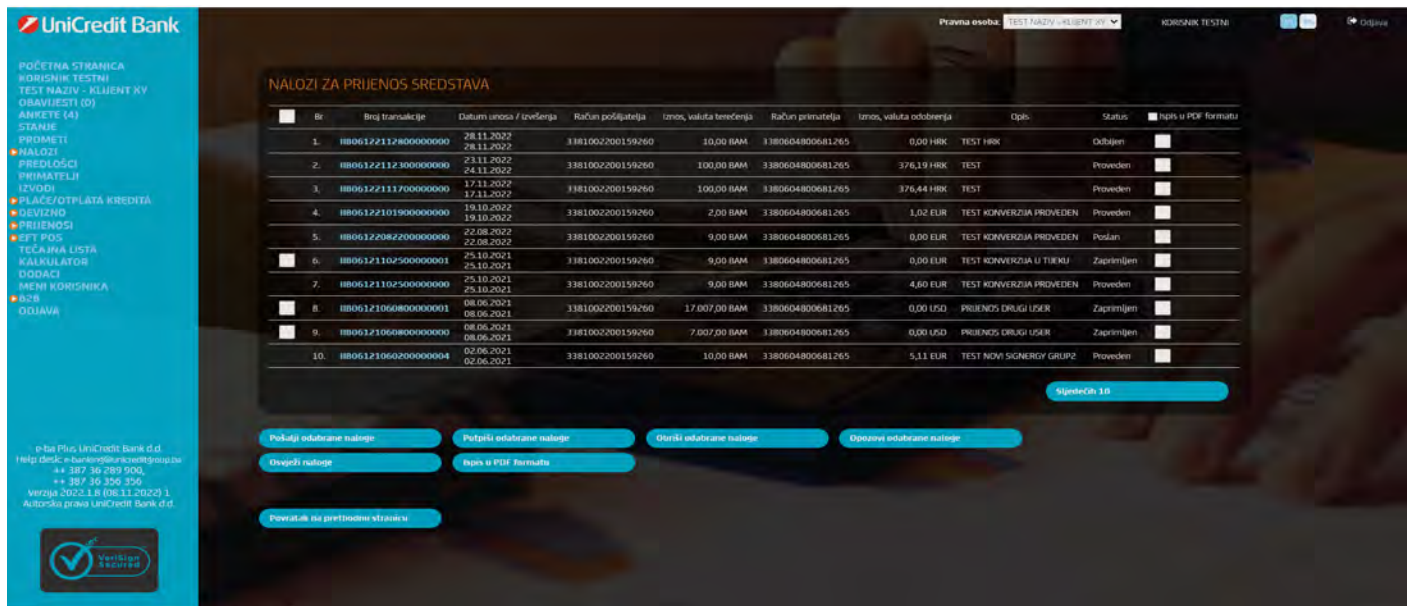 UniCredit Bank
Pravna osoba: TEST NAZIV - KLIJENT XY
KORISNIK TESTNI
Odjava
POČETNA STRANICA
KORISNIK TESTNI
TEST NAZIV - KLIJENT XY
OBAVIJESTI (0)
ANKETE (4)
STANJE
PROMETI
NALOZI
PREDLOŠCI
PRIMATELJI
IZVODI
PLAĆE/OTPLATA KREDITA
DEVIZNO
PRIJENOSI
EFT POS
TEČAJNA LISTA
KALKULATOR
DODACI
MENI KORISNIKA
B2B
ODJAVA
e-ba Plus, UniCredit Bank d.d.
Help desk: e-banking@unicreditgroup.ba
++ 387 36 289 900,
++ 387 36 356 356
Verzija 2022.1.8 (08.11.2022) 1
Autorska prava UniCredit Bank d.d.
VeriSign
Secured
NALOZI ZA PRIJENOS SREDSTAVA
Br Broj transakcije Datum unosa / izvešenja Račun pošiljatelja Iznos, valuta terećenja Račun primatelja Iznos, valuta odobrenja Opis Status Ispis u PDF formatu
1. IIB06122112800000000 28.11.2022 28.11.2022 3381002200159260 10,00 BAM 3380604800681265 0,00 HRK TEST HRK Odbijen
2. IIB06122112300000000 23.11.2022 24.11.2022 3381002200159260 100,00 BAM 3380604800681265 376,19 HRK TEST Proveden
3. IIB06122111700000000 17.11.2022 17.11.2022 3381002200159260 100,00 BAM 3380604800681265 376,44 HRK TEST Proveden
4. IIB06122101900000000 19.10.2022 19.10.2022 3381002200159260 2,00 BAM 3380604800681265 1,02 EUR TEST KONVERZIJA PROVEDEN Proveden
5. IIB06122082200000000 22.08.2022 22.08.2022 3381002200159260 9,00 BAM 3380604800681265 0,00 EUR TEST KONVERZIJA PROVEDEN Poslan
6. IIB06121102500000001 25.10.2021 25.10.2021 3381002200159260 9,00 BAM 3380604800681265 0,00 EUR TEST KONVERZIJA U TIJEKU Zaprimljen
7. IIB06121102500000000 25.10.2021 25.10.2021 3381002200159260 9,00 BAM 3380604800681265 4,60 EUR TEST KONVERZIJA PROVEDEN Proveden
8. IIB06121060800000001 08.06.2021 08.06.2021 3381002200159260 17.007,00 BAM 3380604800681265 0,00 USD PRIJENOS DRUGI USER Zaprimljen
9. IIB06121060800000000 08.06.2021 08.06.2021 3381002200159260 7.007,00 BAM 3380604800681265 0,00 USD PRIJENOS DRUGI USER Zaprimljen
10. IIB06121060200000004 02.06.2021 02.06.2021 3381002200159260 10,00 BAM 3380604800681265 5,11 EUR TEST NOVI SIGNERGY GRUP2 Proveden
Sljedećih 10
Pošalji odabrane naloge Potpiši odabrane naloge Obriši odabrane naloge Opozovi odabrane naloge
Osvježi naloge Ispis u PDF formatu
Povratak na prethodnu stranicu